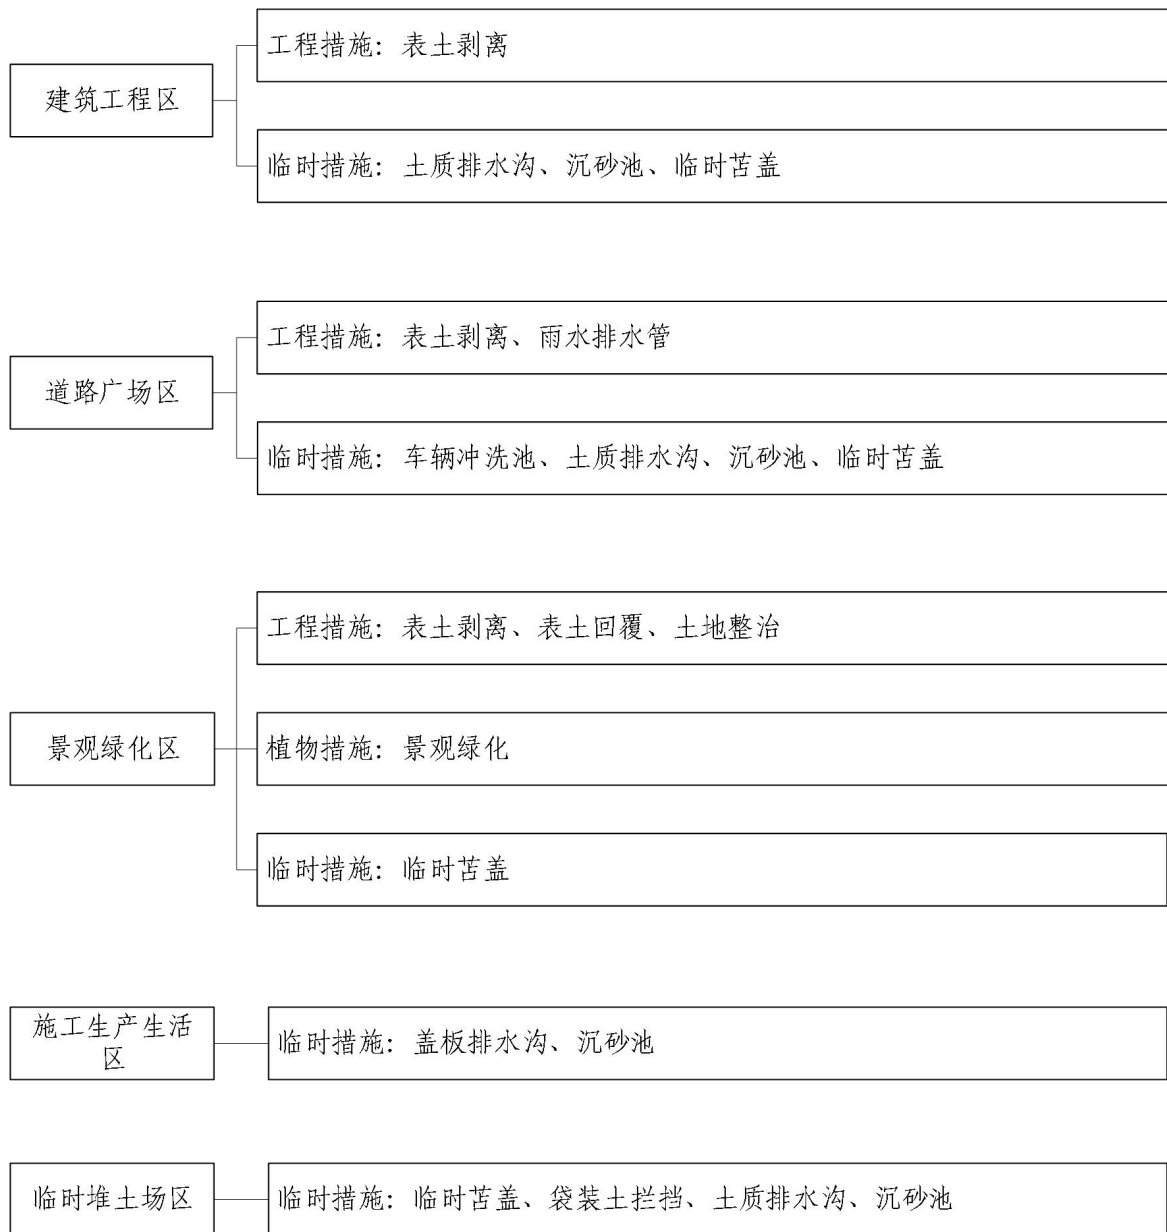 建筑工程区
工程措施：表土剥离
临时措施：土质排水沟、沉砂池、临时苫盖
道路广场区
工程措施：表土剥离、雨水排水管
临时措施：车辆冲洗池、土质排水沟、沉砂池、临时苫盖
景观绿化区
工程措施：表土剥离、表土回覆、土地整治
植物措施：景观绿化
临时措施：临时苫盖
施工生产生活
区
临时措施：盖板排水沟、沉砂池
临时堆土场区
临时措施：临时苫盖、袋装土拦挡、土质排水沟、沉砂池